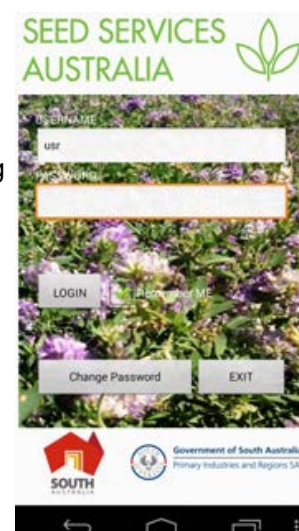 SEED SERVICES
AUSTRALIA
USERNAME
usr
PASSWORD
LOGIN
Remember ME
Change Password
EXIT
SOUTH
AUSTRALIA
Government of South Australia
Primary Industries and Regions SA
g